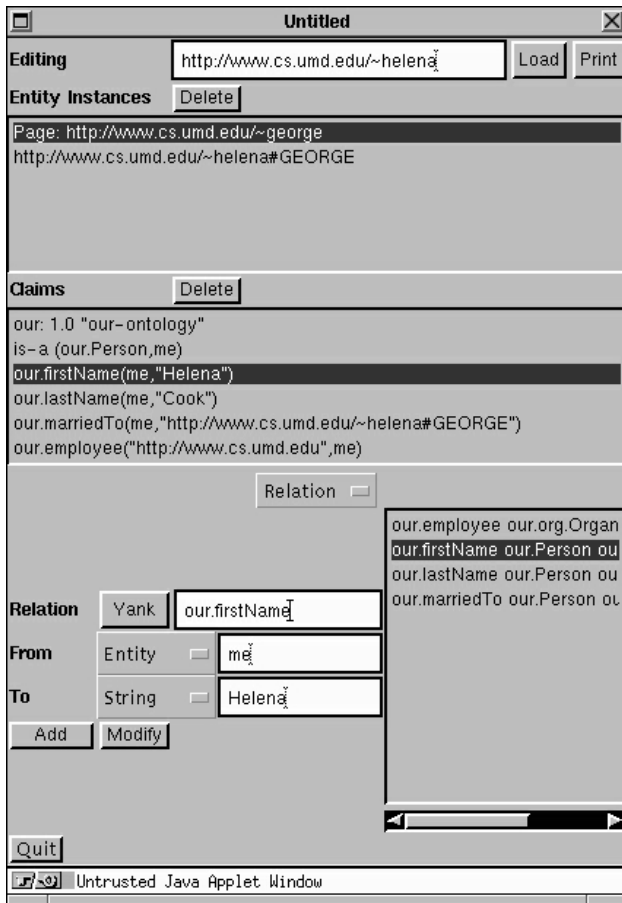 Untitled
Editing http://www.cs.umd.edu/~helena Load Print
Entity Instances Delete
Page: http://www.cs.umd.edu/~george
http://www.cs.umd.edu/~helena#GEORGE
Claims Delete
our: 1.0 "our-ontology"
is-a (our.Person,me)
our.firstName(me,"Helena")
our.lastName(me,"Cook")
our.marriedTo(me,"http://www.cs.umd.edu/~helena#GEORGE")
our.employee("http://www.cs.umd.edu",me)
Relation
our.employee our.org.Organ
our.firstName our.Person ou
our.lastName our.Person ou
our.marriedTo our.Person ou
Relation Yank our.firstName
From Entity me
To String Helena
Add Modify
Quit
Untrusted Java Applet Window